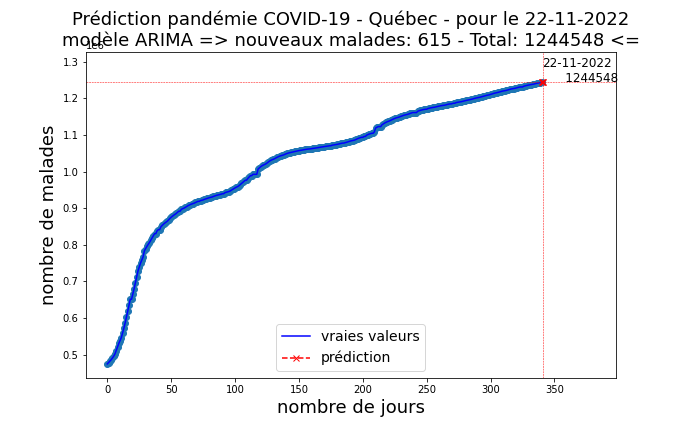 Prédiction pandémie COVID-19 - Québec - pour le 22-11-2022
modèle ARIMA => nouveaux malades: 615 - Total: 1244548 <=
1e6
22-11-2022
1244548
1.3
1.2
1.1
1.0
0.9
0.8
0.7
0.6
0.5
nombre de malades
vraies valeurs
prédiction
0 50 100 150 200 250 300 350
nombre de jours